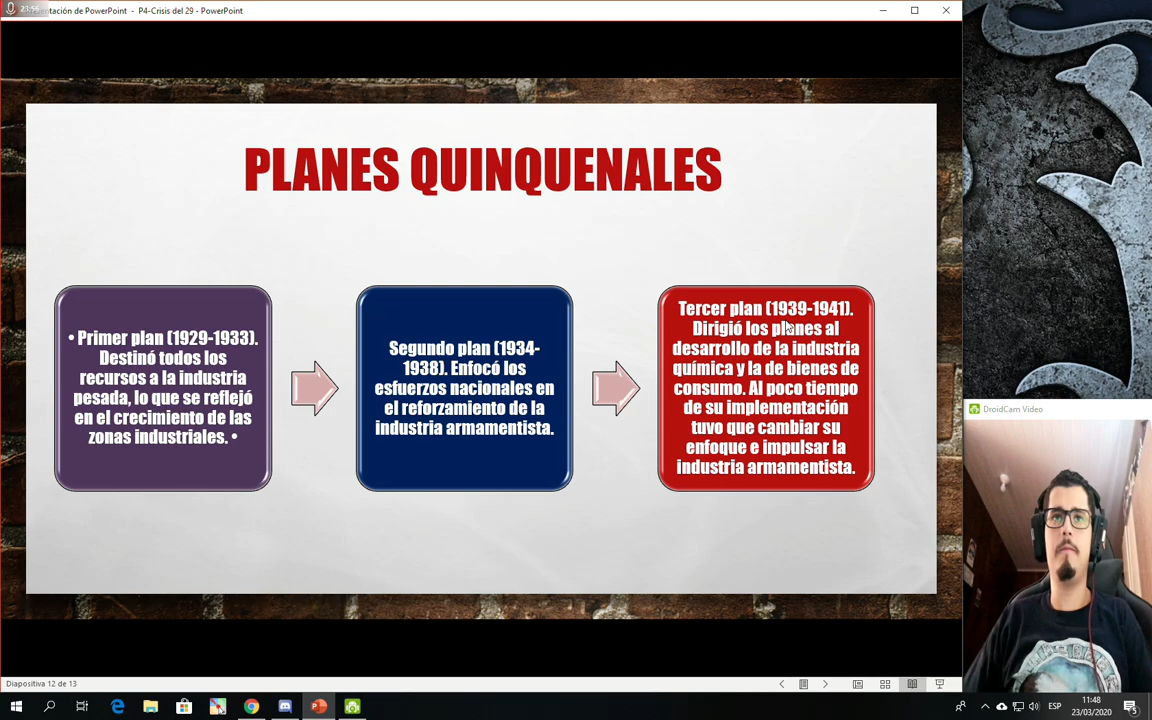 23:56
tación de PowerPoint - P4-Crisis del 29 - PowerPoint
PLANES QUINQUENALES
• Primer plan (1929-1933).
Destinó todos los
recursos a la industria
pesada, lo que se reflejó
en el crecimiento de las
zonas industriales. •
Segundo plan (1934-
1938). Enfocó los
esfuerzos nacionales en
el reforzamiento de la
industria armamentista.
Tercer plan (1939-1941).
Dirigió los planes al
desarrollo de la industria
química y la de bienes de
consumo. Al poco tiempo
de su implementación
tuvo que cambiar su
enfoque e impulsar la
industria armamentista.
DroidCam Video
Diapositiva 12 de 13
ESP
11:48
23/03/2020
5